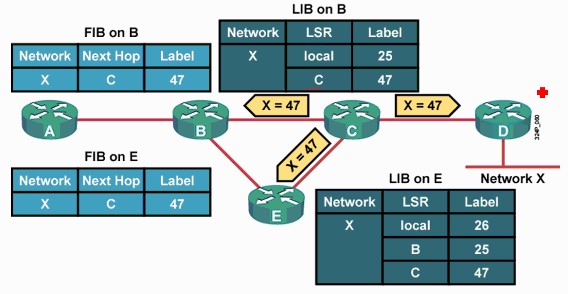 FIB on B
Network Next Hop Label
X C 47
LIB on B
Network LSR Label
X local 25
C 47
X = 47
X = 47
A
B
C
D
X = 47
E
Network X
FIB on E
Network Next Hop Label
X C 47
LIB on E
Network LSR Label
X local 26
B 25
C 47